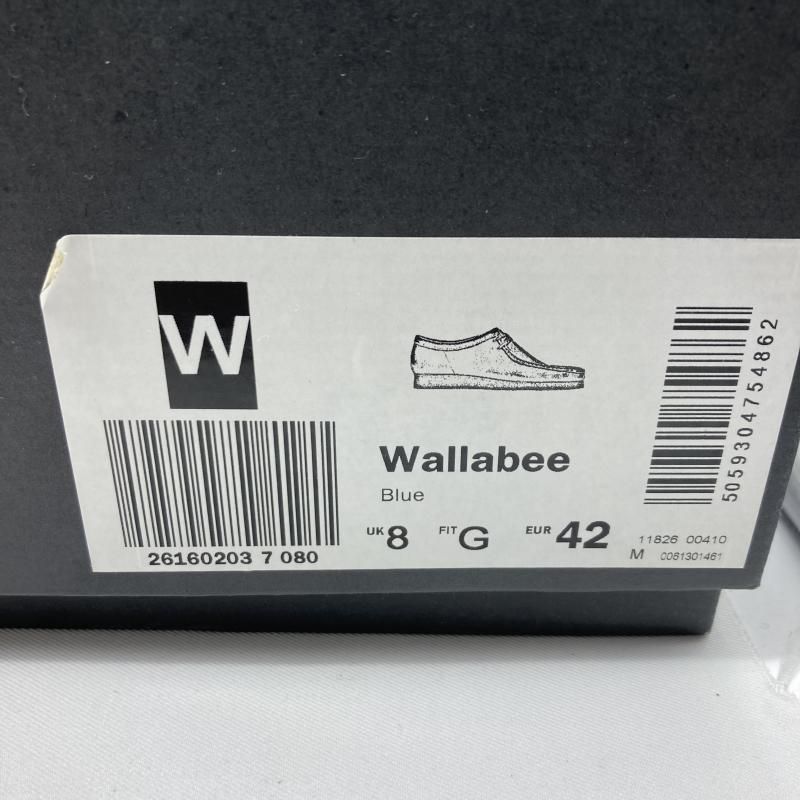 W
26160203 7 080
Wallabee
Blue
UK 8 FIT G EUR 42
11826 00410
M 0081301461
5059304754862